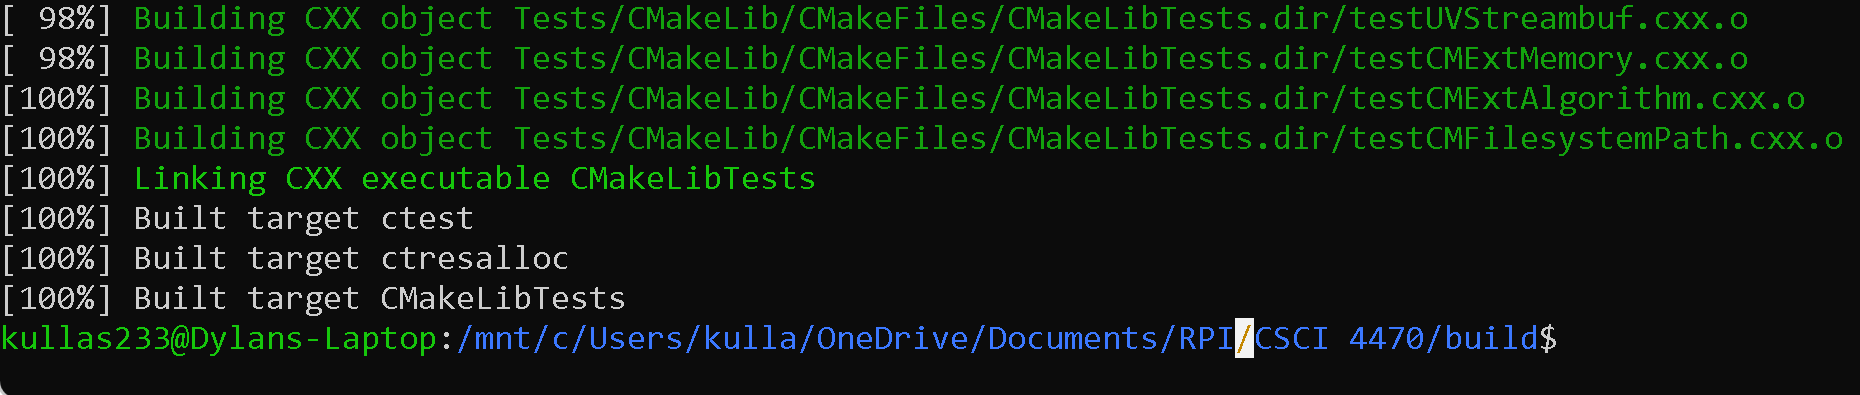 [ 98%] Building CXX object Tests/CMakeLib/CMakeFiles/CMakeLibTests.dir/testUVStreambuf.cxx.o
[ 98%] Building CXX object Tests/CMakeLib/CMakeFiles/CMakeLibTests.dir/testCMExtMemory.cxx.o
[100%] Building CXX object Tests/CMakeLib/CMakeFiles/CMakeLibTests.dir/testCMExtAlgorithm.cxx.o
[100%] Building CXX object Tests/CMakeLib/CMakeFiles/CMakeLibTests.dir/testCMFilesystemPath.cxx.o
[100%] Linking CXX executable CMakeLibTests
[100%] Built target ctest
[100%] Built target ctresalloc
[100%] Built target CMakeLibTests
kullas233@Dylans-Laptop:/mnt/c/Users/kulla/OneDrive/Documents/RPI/CSCI 4470/build$